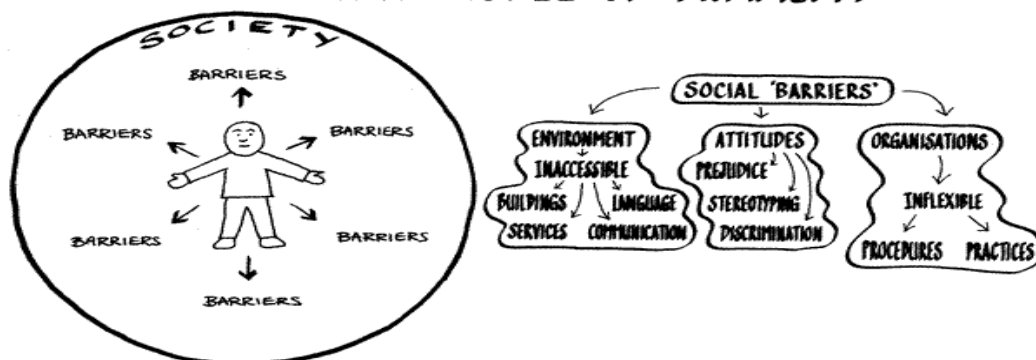 SOCIETY
BARRIERS
BARRIERS
BARRIERS
BARRIERS
BARRIERS
BARRIERS
SOCIAL "BARRIERS"
ENVIRONMENT
INACCESSIBLE
BUILDINGS
LANGUAGE
SERVICES
COMMUNICATION
ATTITUDES
PREJUDICE
STEREOTYPING
DISCRIMINATION
ORGANISATIONS
INFLEXIBLE
PROCEDURES
PRACTICES